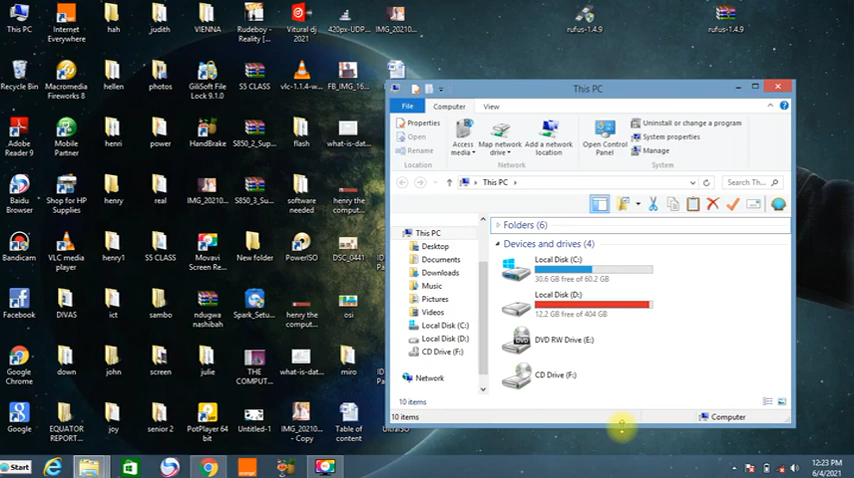 This PC
Internet Everywhere
hah
judith
VIENNA
Rudeboy - Reality [...
Vitural dj 2021
420px-UDP...
IMG_20210...
rufus-1.4.9
rufus-1.4.9
Recycle Bin
Macromedia Fireworks 8
hellen
photos
GiliSoft File Lock 9.1.0
S5 CLASS
vlc-1.1.4-w...
FB_IMG_16...
Adobe Reader 9
Mobile Partner
henri
power
HandBrake
S850_2_Sup...
flash
what-is-dat...
Baidu Browser
Shop for HP Supplies
henry
real
IMG_2021...
S850_3_Sup...
software needed
henry the comput...
Bandicam
VLC media player
henry1
S5 CLASS
Movavi Screen Re...
New folder
PowerISO
DSC_0441
Facebook
DIVAS
ict
sambo
ndugwa nashibah
Spark_Setu...
henry the comput...
osi
Google Chrome
down
john
screen
julie
THE COMPUT...
what-is-dat...
miro
Google
EQUATOR REPORT...
joy
senior 2
PotPlayer 64 bit
Untitled-1
IMG_20210... - Copy
Table of content
UltraISO
This PC
File
Computer
View
Properties
Open
Rename
Location
Access media
Map network drive
Add a network location
Network
Open Control Panel
Uninstall or change a program
System properties
Manage
System
This PC
Search Th...
This PC
Desktop
Documents
Downloads
Music
Pictures
Videos
Local Disk (C:)
Local Disk (D:)
CD Drive (F:)
Network
Folders (6)
Devices and drives (4)
Local Disk (C:)
30.6 GB free of 60.2 GB
Local Disk (D:)
12.2 GB free of 404 GB
DVD RW Drive (E:)
DVD
CD Drive (F:)
10 items
10 items
Computer
Start
12:23 PM
6/4/2021